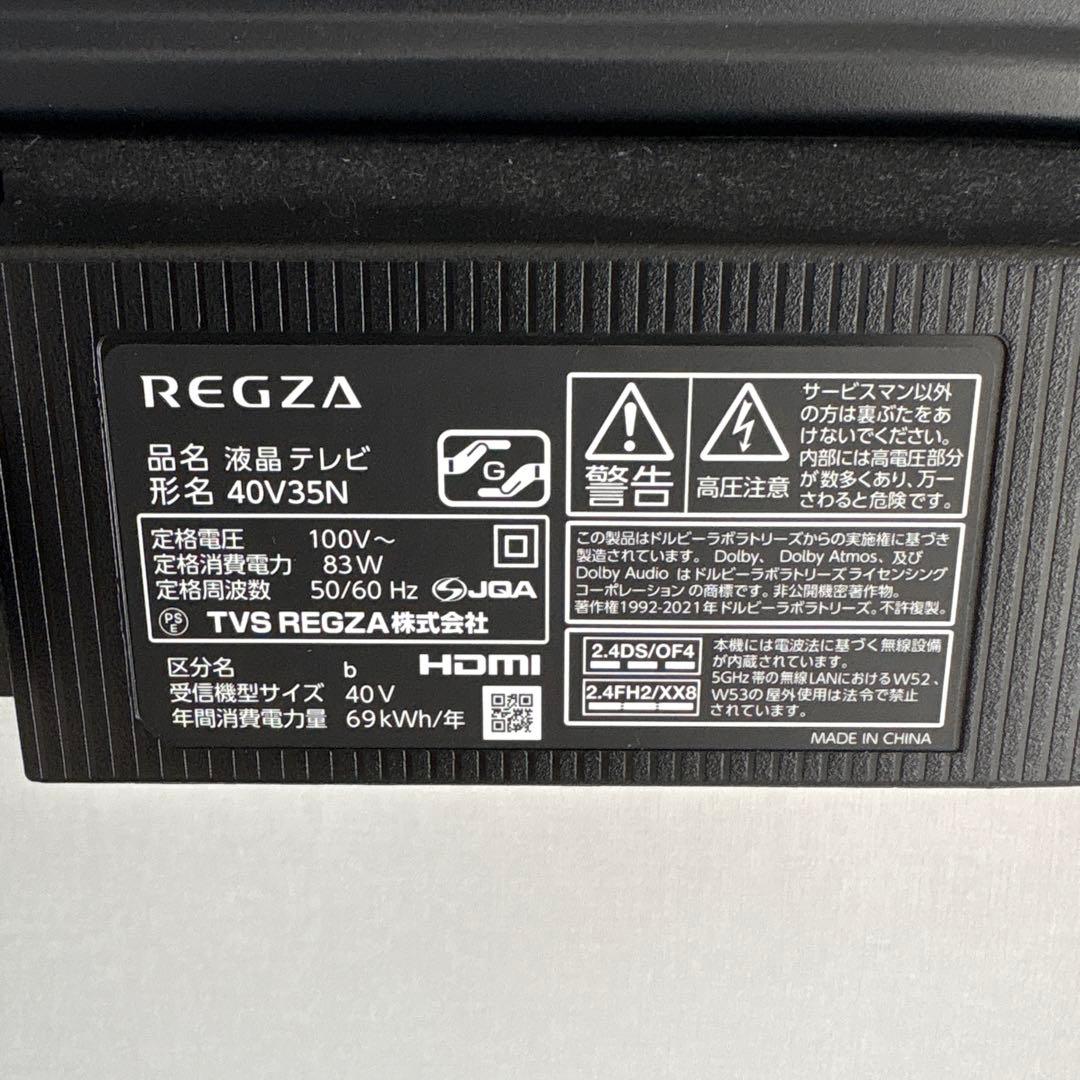 REGZA
品名 液晶テレビ
形名 40V35N
G
定格電圧 100V～
定格消費電力 83W
定格周波数 50/60 Hz
JQA
PS
E
TVS REGZA株式会社
区分名 b
HDMI
受信機型サイズ 40V
年間消費電力量 69kWh/年
警告
高圧注意
サービスマン以外
の方は裏ぶたをあ
けないでください。
内部には高電圧部分
が数多くあり、万一
さわると危険です。
この製品はドルビーラボラトリーズからの実施権に基づき
製造されています。Dolby、Dolby Atmos、及び
Dolby Audio はドルビーラボラトリーズライセンシング
コーポレーションの商標です。非公開機密著作物。
著作権1992-2021年ドルビーラボラトリーズ。不許複製。
2.4DS/OF4
2.4FH2/XX8
本機には電波法に基づく無線設備
が内蔵されています。
5GHz帯の無線LANにおけるW52、
W53の屋外使用は法令で禁止
されています。
MADE IN CHINA